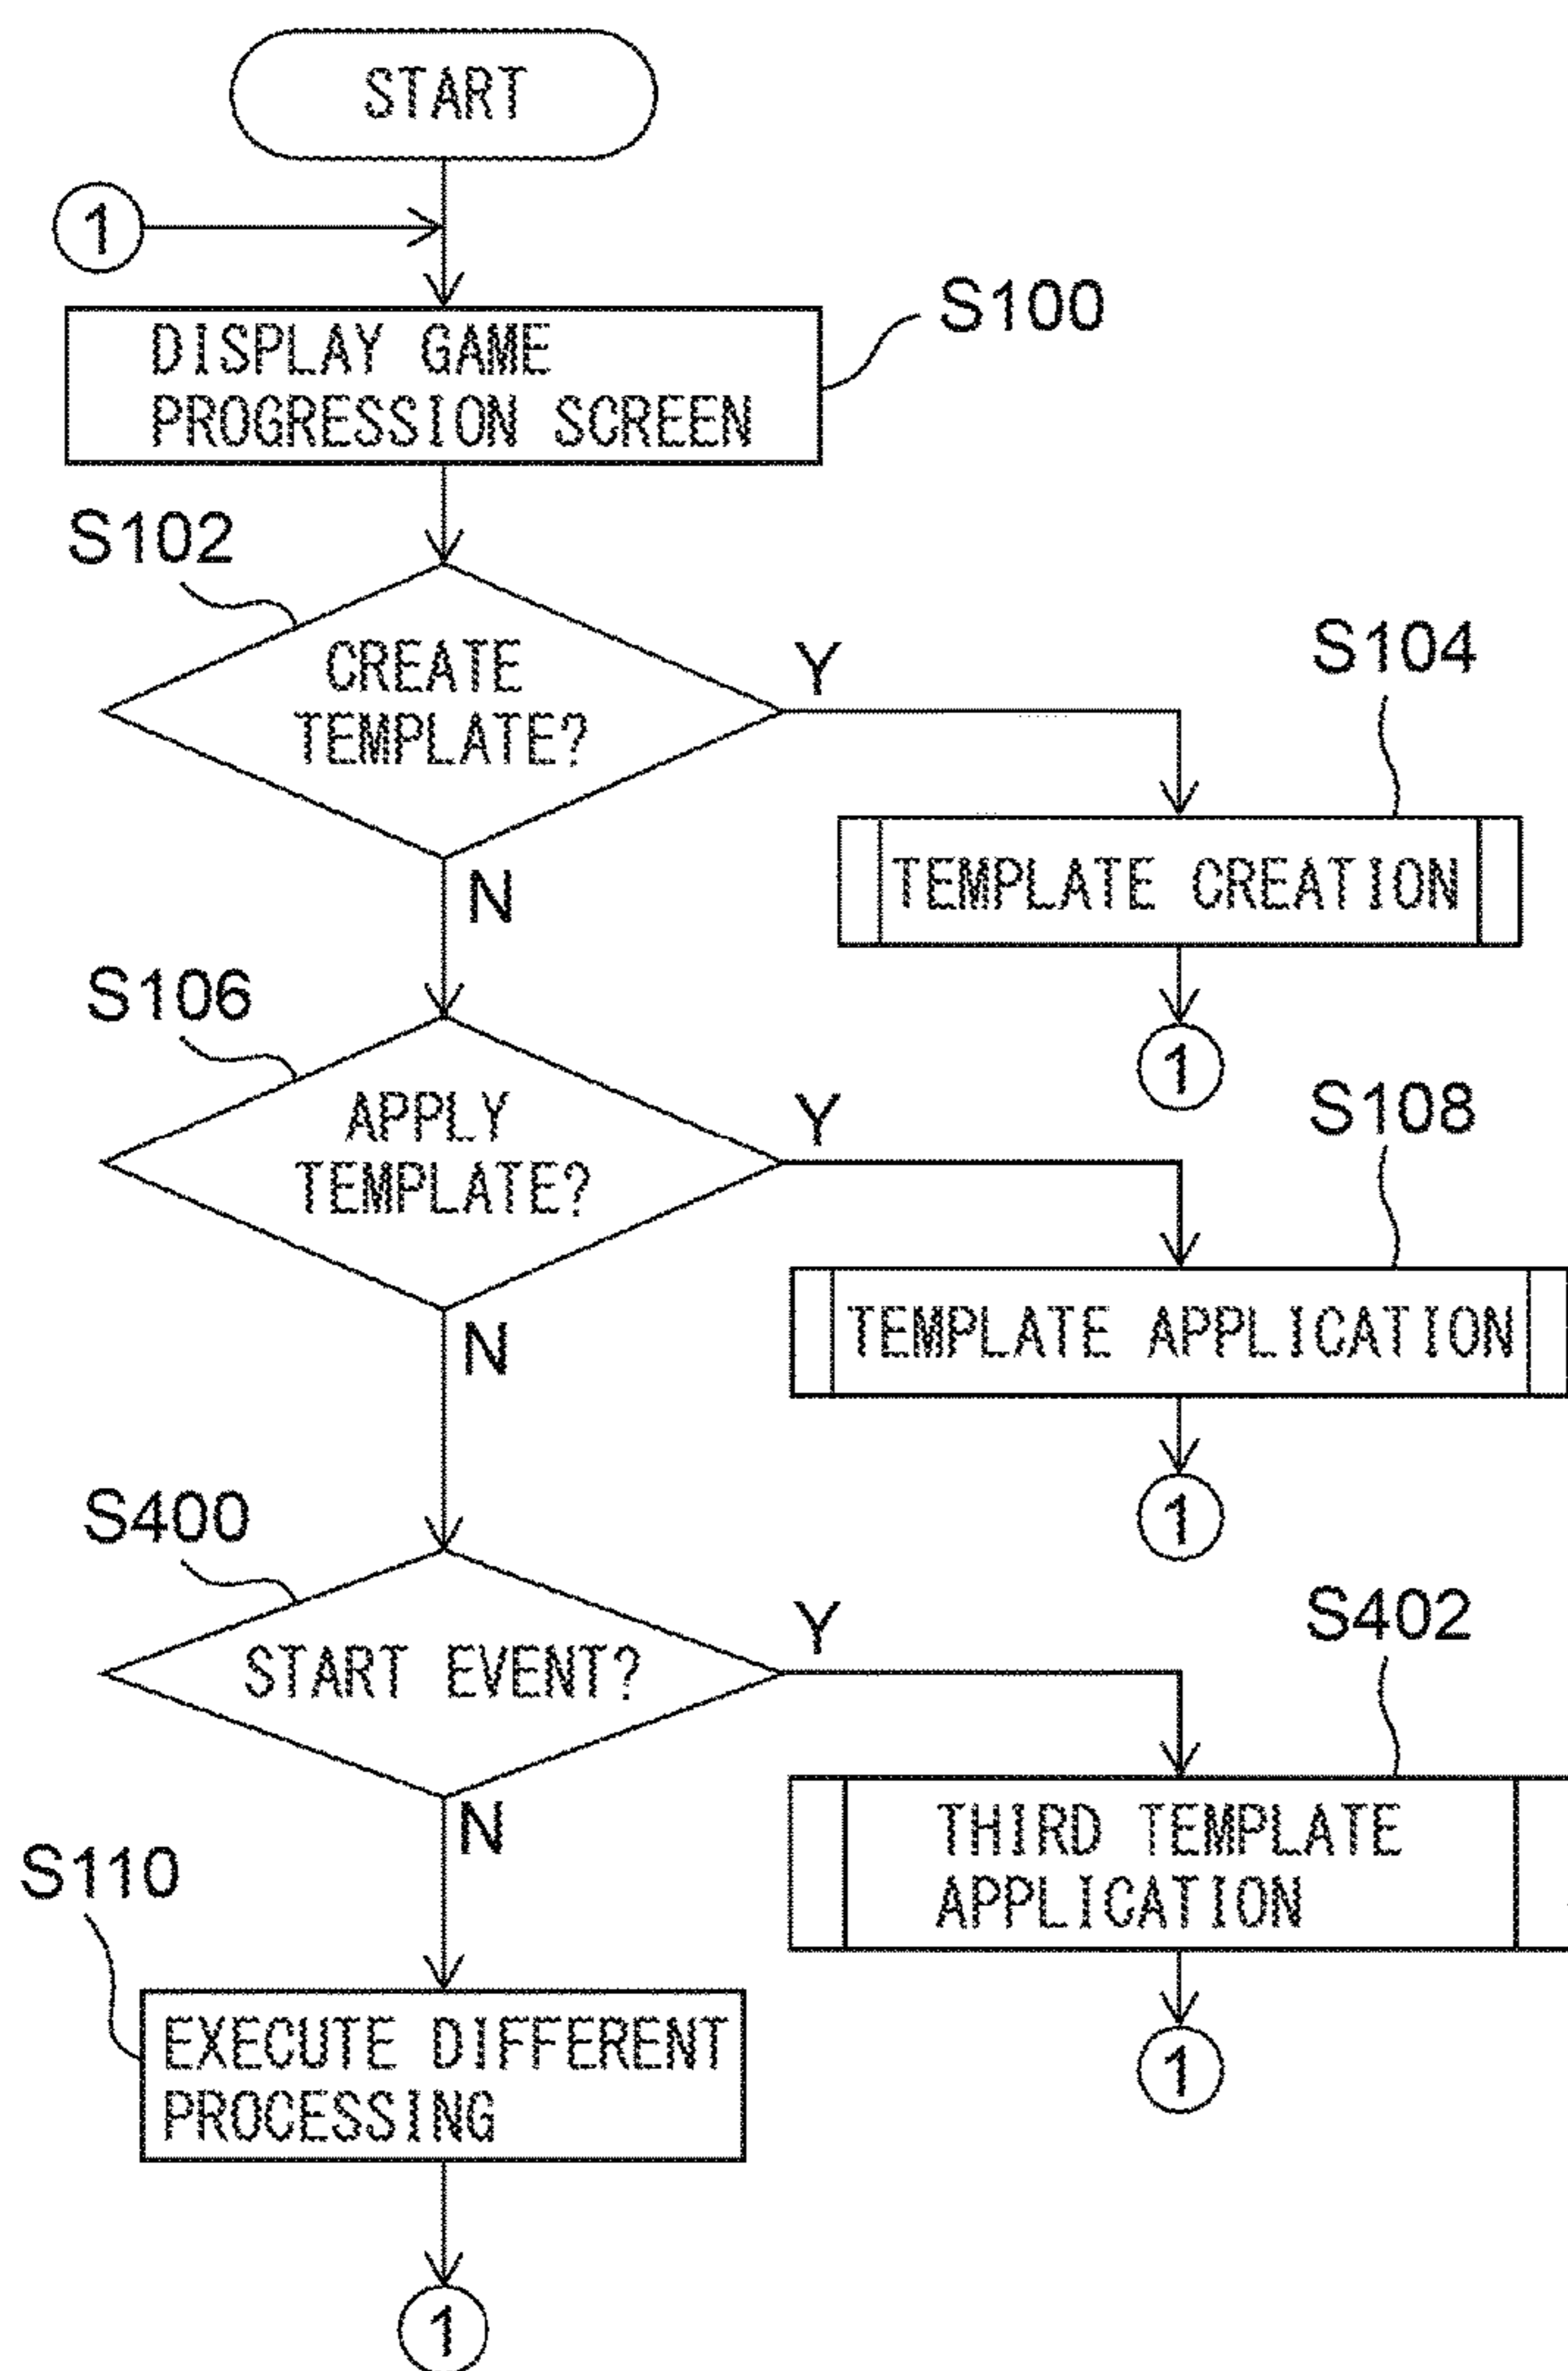 START
1
DISPLAY GAME
PROGRESSION SCREEN
S100
S102
CREATE
TEMPLATE?
Y
N
S104
TEMPLATE CREATION
1
S106
APPLY
TEMPLATE?
Y
N
S108
TEMPLATE APPLICATION
1
S400
START EVENT?
Y
N
S402
THIRD TEMPLATE
APPLICATION
1
S110
EXECUTE DIFFERENT
PROCESSING
1